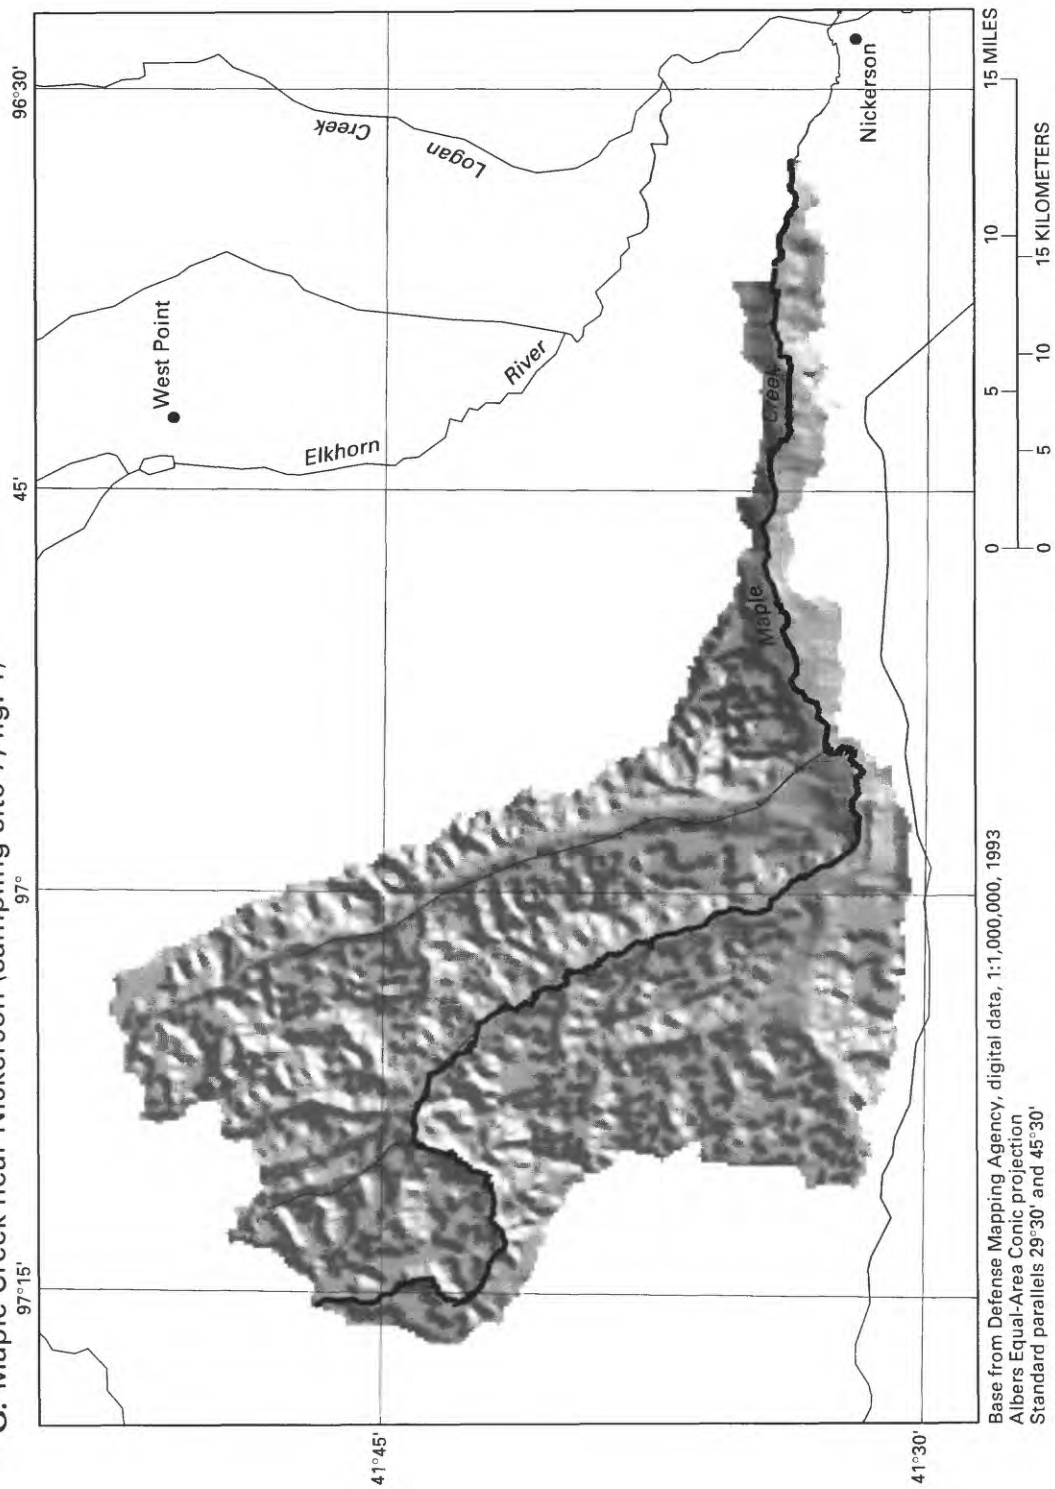 Maple Creek near Nickerson (sampling site 7, fig. 1)
97°15'
97°
45'
96°30'
41°45'
41°30'
West Point
Elkhorn
River
Logan
Creek
Maple
Creek
Nickerson
Base from Defense Mapping Agency, digital data, 1:1,000,000, 1993
Albers Equal-Area Conic projection
Standard parallels 29°30' and 45°30'
0 5 10 15 MILES
0 5 10 15 KILOMETERS